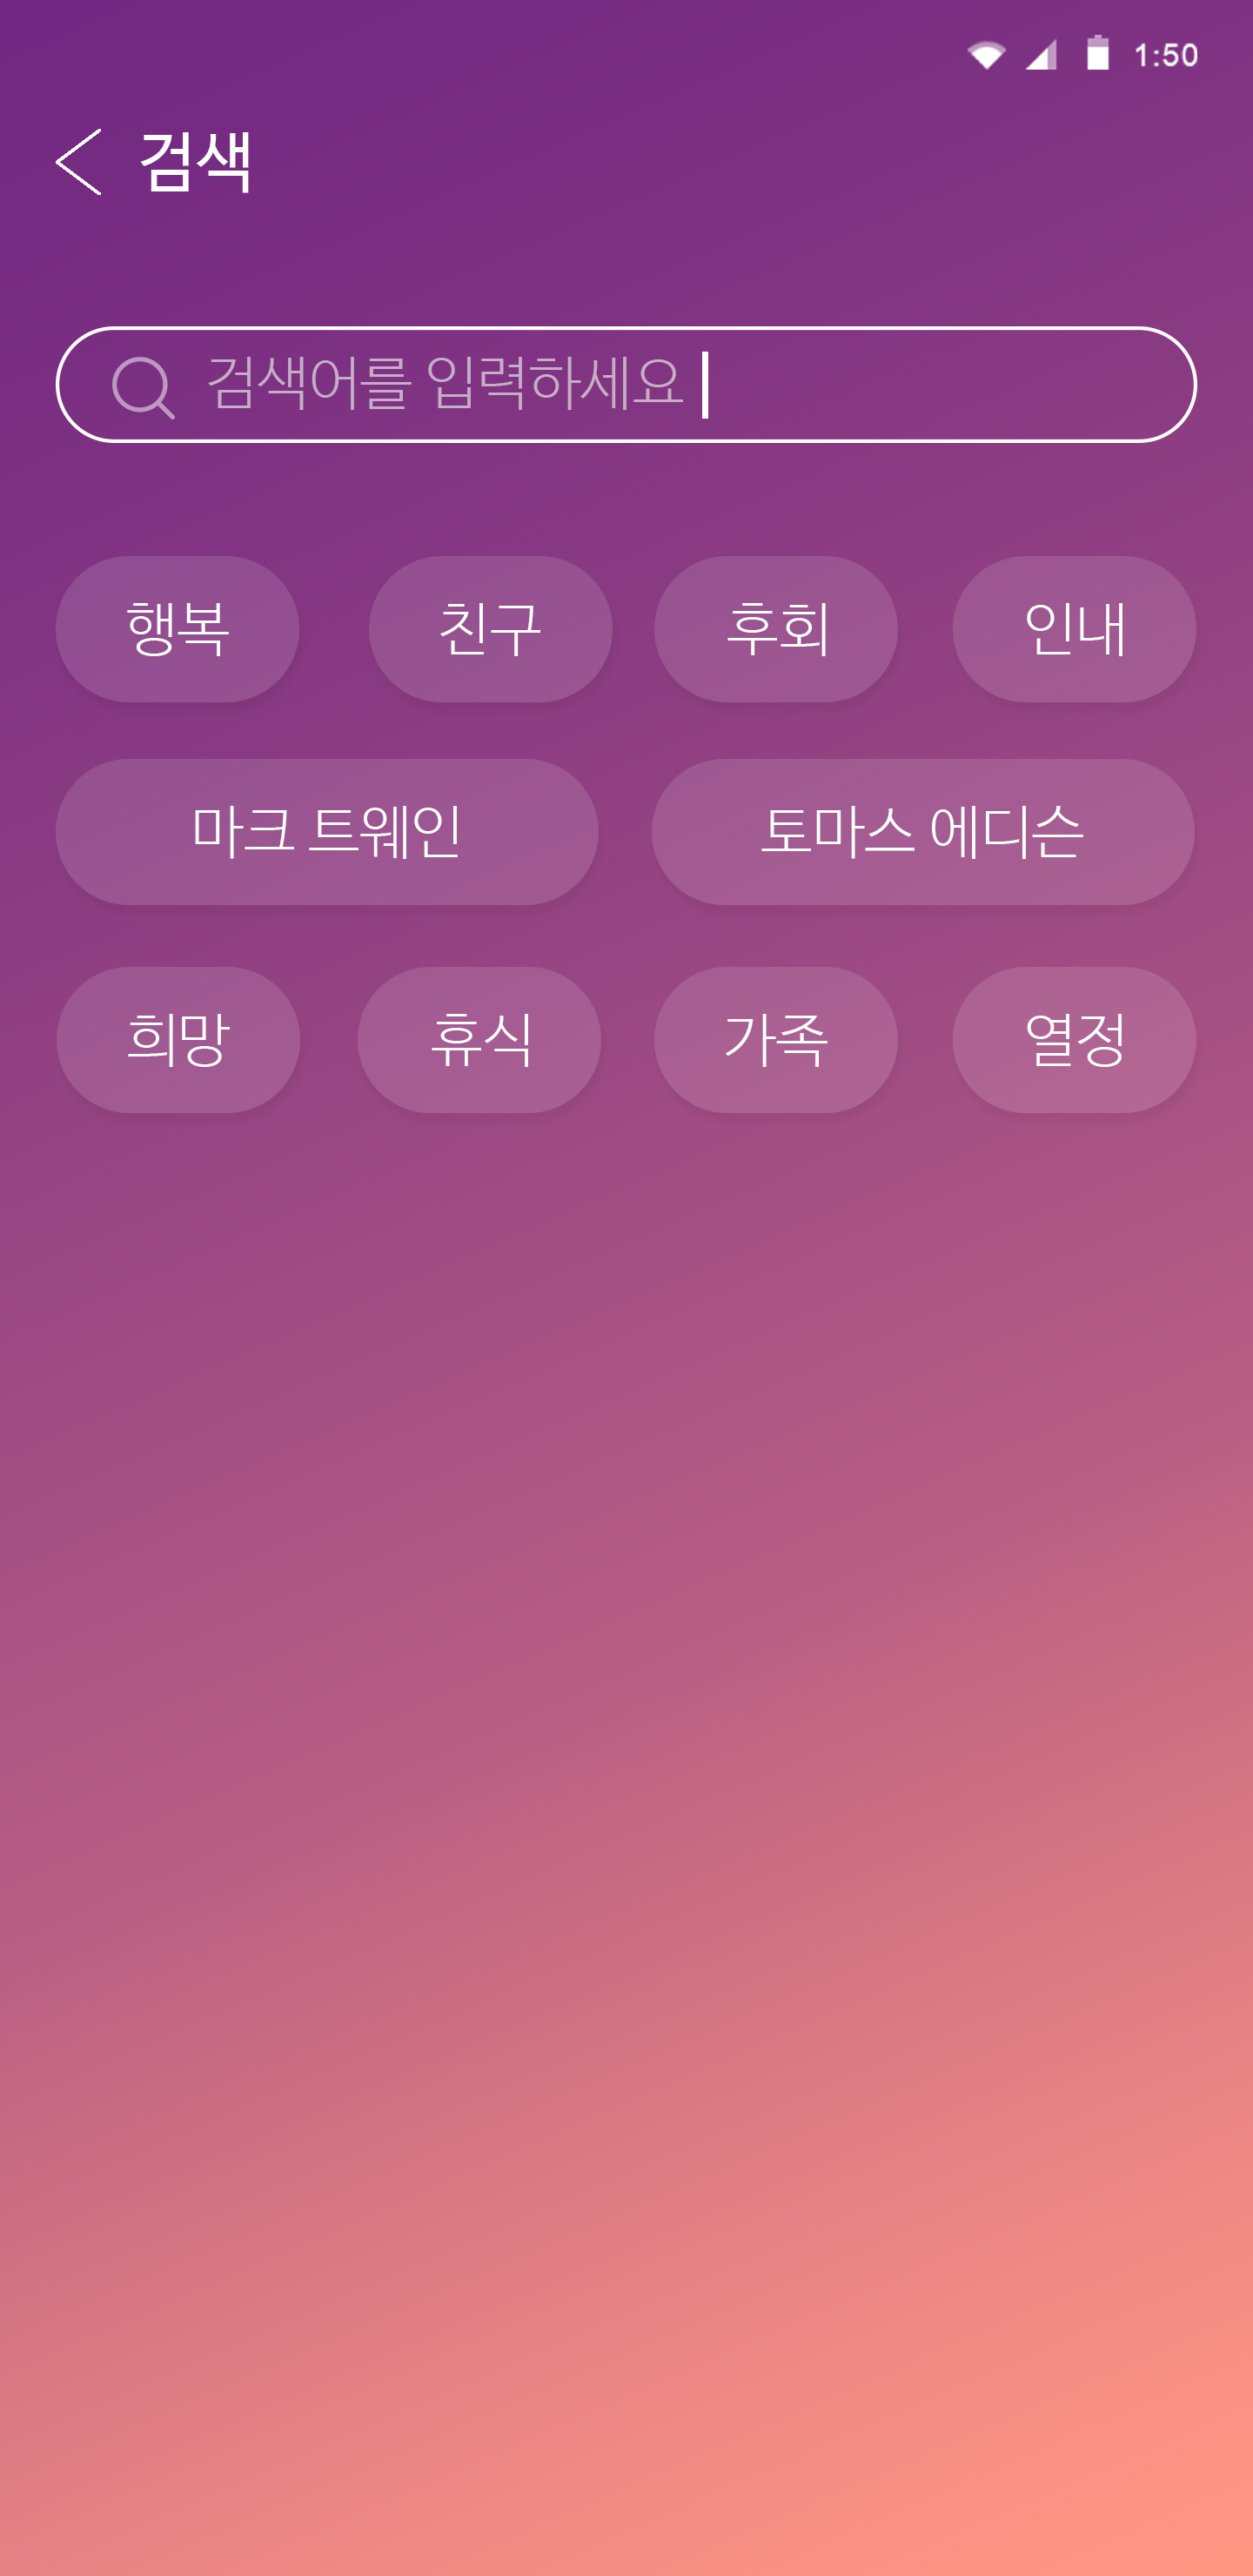 1:50
검색
검색어를 입력하세요
행복 친구 후회 인내
마크 트웨인 토마스 에디슨
희망 휴식 가족 열정